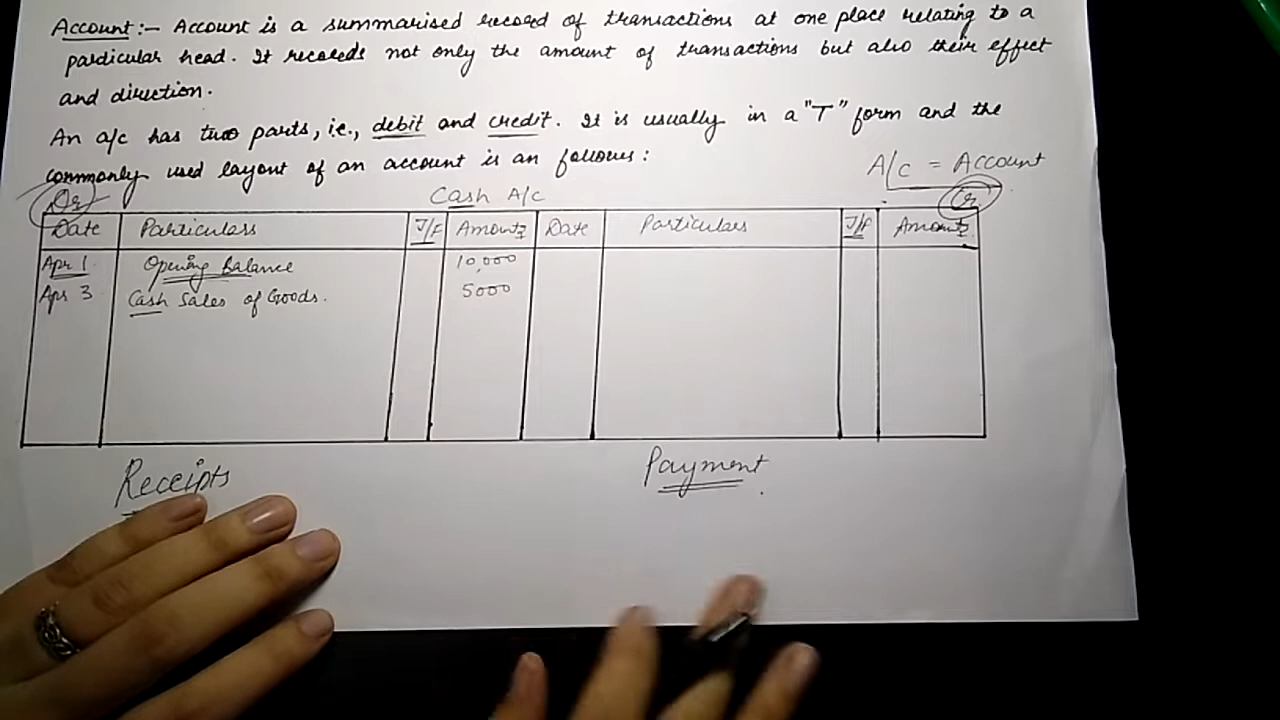 Account :- Account is a summarised record of transactions at one place relating to a
particular head. It records not only the amount of transactions but also their effect
and direction.
An a/c has two parts, i.e., debit and credit. It is usually in a "T" form and the
commonly used layout of an account is an follows :
A/c = Account
Dr Cash A/c Cr
Date Particulars J/F Amount Date Particulars J/F Amount
Apr 1 Opening Balance 10,000
Apr 3 Cash Sales of Goods. 5000
Receipts Payment